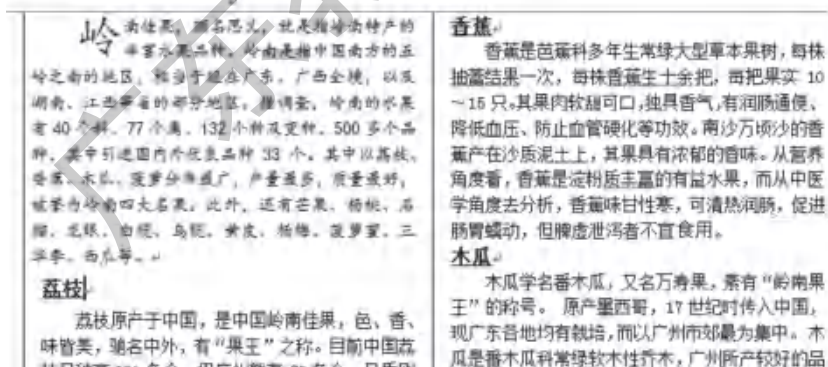 岭南佳果，顾名思义，就是指岭南特产的
丰富水果品种。岭南是指中国南方的五
岭之南的地区，相当于现在广东、广西全境，以及
湖南、江西等省的部分地区。据调查，岭南的水果
有 40 个科、77 个属、132 个种及变种、500 多个品
种，其中引进国内外优良品种 33 个。其中以荔枝、
香蕉、木瓜、菠萝分布最广，产量最多，质量最好，
被誉为岭南四大名果。此外，还有芒果、杨桃、石
榴、龙眼、白榄、乌榄、黄皮、杨梅、菠萝蜜、三
华李、西瓜等。
荔枝
荔枝原产于中国，是中国岭南佳果，色、香、
味皆美，驰名中外，有“果王”之称。目前中国荔
香蕉
香蕉是芭蕉科多年生常绿大型草本果树，每株
抽蕾结果一次，每株香蕉生十余把，每把果实 10
～15 只。其果肉软甜可口，独具香气，有润肠通便、
降低血压、防止血管硬化等功效。南沙万顷沙的香
蕉产在沙质泥土上，其果具有浓郁的香味。从营养
角度看，香蕉是淀粉质丰富的有益水果，而从中医
学角度去分析，香蕉味甘性寒，可清热润肠，促进
肠胃蠕动，但脾虚泄泻者不宜食用。
木瓜
木瓜学名番木瓜，又名万寿果，素有“岭南果
王”的称号。 原产墨西哥，17 世纪时传入中国，
现广东各地均有栽培，而以广州市郊最为集中。木
瓜是番木瓜科常绿软木性乔木，广州所产较好的品
广东